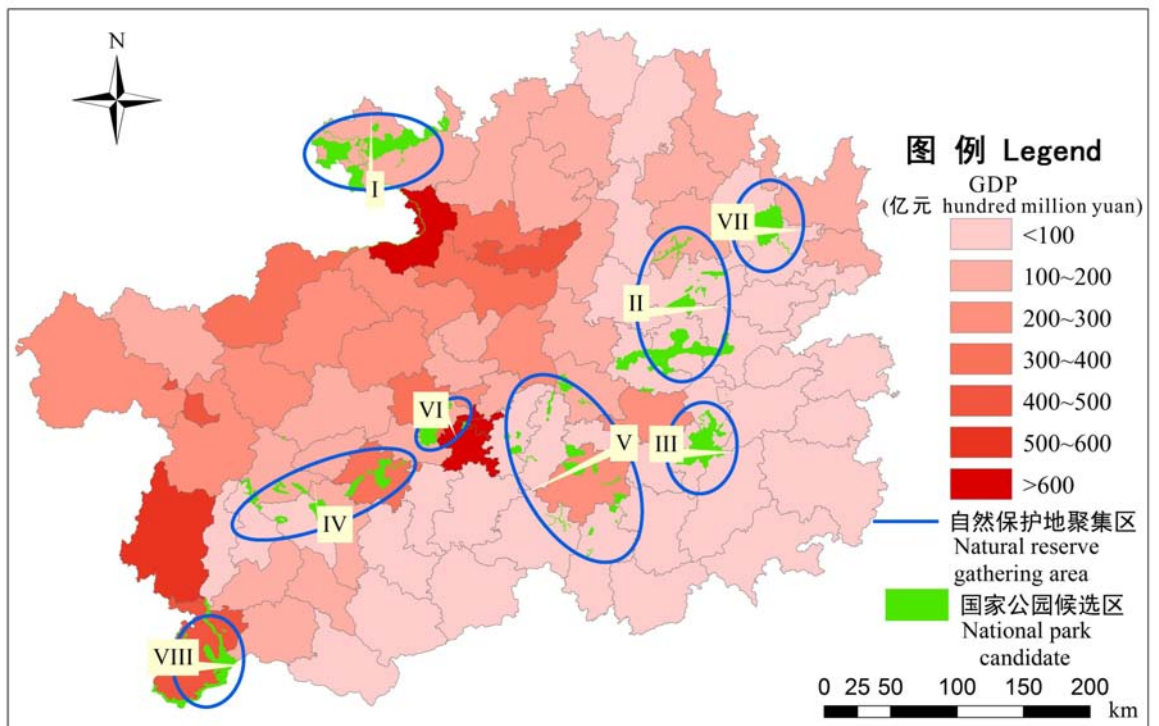 N
I
VII
II
VI
V
III
IV
VIII
图 例 Legend
GDP
(亿元 hundred million yuan)
<100
100~200
200~300
300~400
400~500
500~600
>600
自然保护地聚集区
Natural reserve
gathering area
国家公园候选区
National park
candidate
0 25 50 100 150 200
km